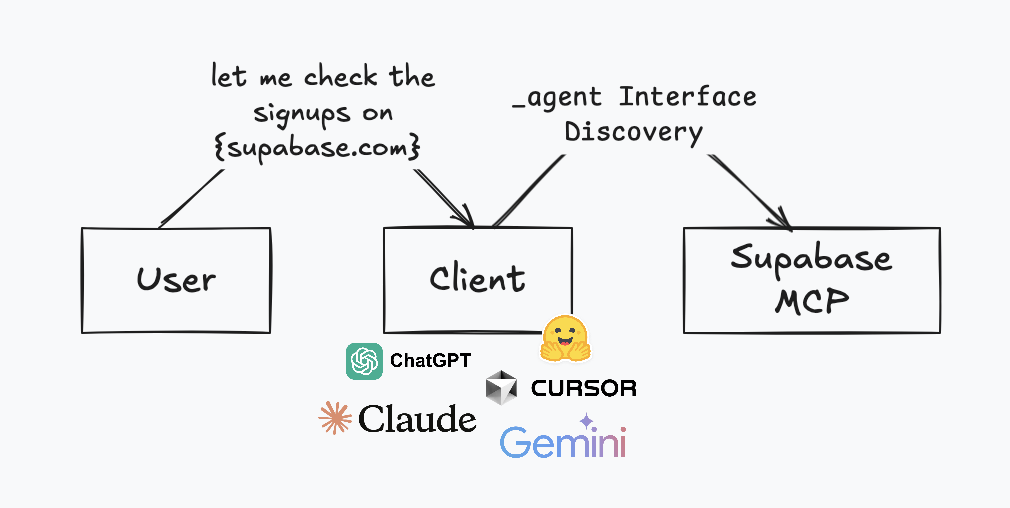 let me check the
signups on
{supabase.com}
_agent Interface
Discovery
User
Client
Supabase
MCP
ChatGPT
CURSOR
Claude
Gemini